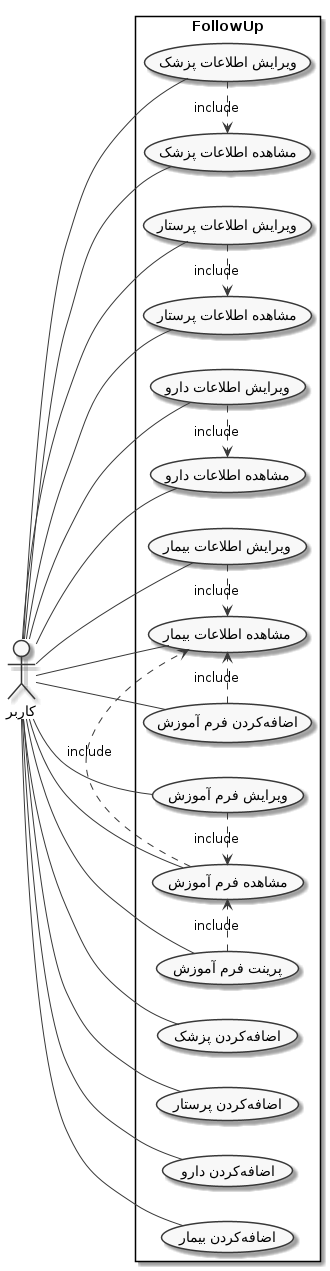 FollowUp
ویرایش اطلاعات پزشک
include
مشاهده اطلاعات پزشک
ویرایش اطلاعات پرستار
include
مشاهده اطلاعات پرستار
ویرایش اطلاعات دارو
include
مشاهده اطلاعات دارو
ویرایش اطلاعات بیمار
include
مشاهده اطلاعات بیمار
include
کاربر
اضافه‌کردن فرم آموزش
include
ویرایش فرم آموزش
include
مشاهده فرم آموزش
include
پرینت فرم آموزش
اضافه‌کردن پزشک
اضافه‌کردن پرستار
اضافه‌کردن دارو
اضافه‌کردن بیمار